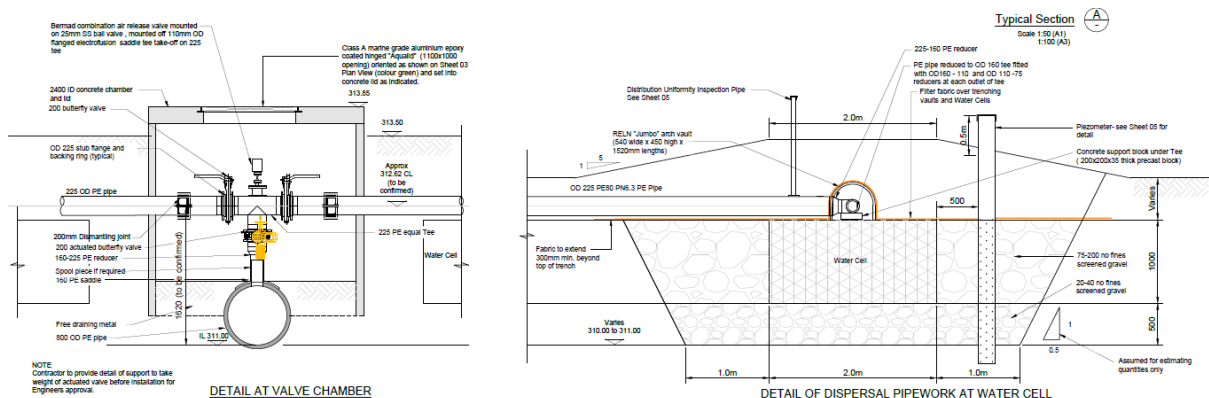 Bermad combination air release valve mounted
on 25mm SS ball valve , mounted off 110mm OD
flanged electrofusion saddle tee take-off on 225
tee
Class A marine grade aluminium epoxy
coated hinged "Aqualid" (1100x1000
opening) oriented as shown on Sheet 03
Plan View (colour green) and set into
concrete lid as indicated.
2400 ID concrete chamber
and lid
200 butterfly valve
313.85
313.50
OD 225 stub flange and
backing ring (typical)
Approx
312.62 CL
(to be
confirmed)
225 OD PE pipe
200mm Dismantling joint
200 actuated butterfly valve
160-225 PE reducer
Spool piece if required
160 PE saddle
225 PE equal Tee
Water Cell
1620 (to be confirmed)
Free draining metal
800 OD PE pipe
IL 311.00
NOTE
Contractor to provide detail of support to take
weight of actuated valve before installation for
Engineers approval.
DETAIL AT VALVE CHAMBER
Typical Section
A
-
Scale 1:50 (A1)
1:100 (A3)
225-160 PE reducer
PE pipe reduced to OD 160 tee fitted
with OD160 - 110 and OD 110 -75
reducers at each outlet of tee
Filter fabric over trenching
vaults and Water Cells
Distribution Uniformity Inspection Pipe
See Sheet 05
2.0m
0.5m
Piezometer- see Sheet 05 for
detail
RELN "Jumbo" arch vault
(540 wide x 450 high x
1520mm lengths)
Concrete support block under Tee
( 200x200x35 thick precast block)
5
1
OD 225 PE80 PN6.3 PE Pipe
500
Varies
Fabric to extend
300mm min. beyond
top of trench
Water Cell
75-200 no fines
screened gravel
1000
20-40 no fines
screened gravel
Varies
310.00 to 311.00
500
1
0.5
Assumed for estimating
quantities only
1.0m
2.0m
1.0m
DETAIL OF DISPERSAL PIPEWORK AT WATER CELL